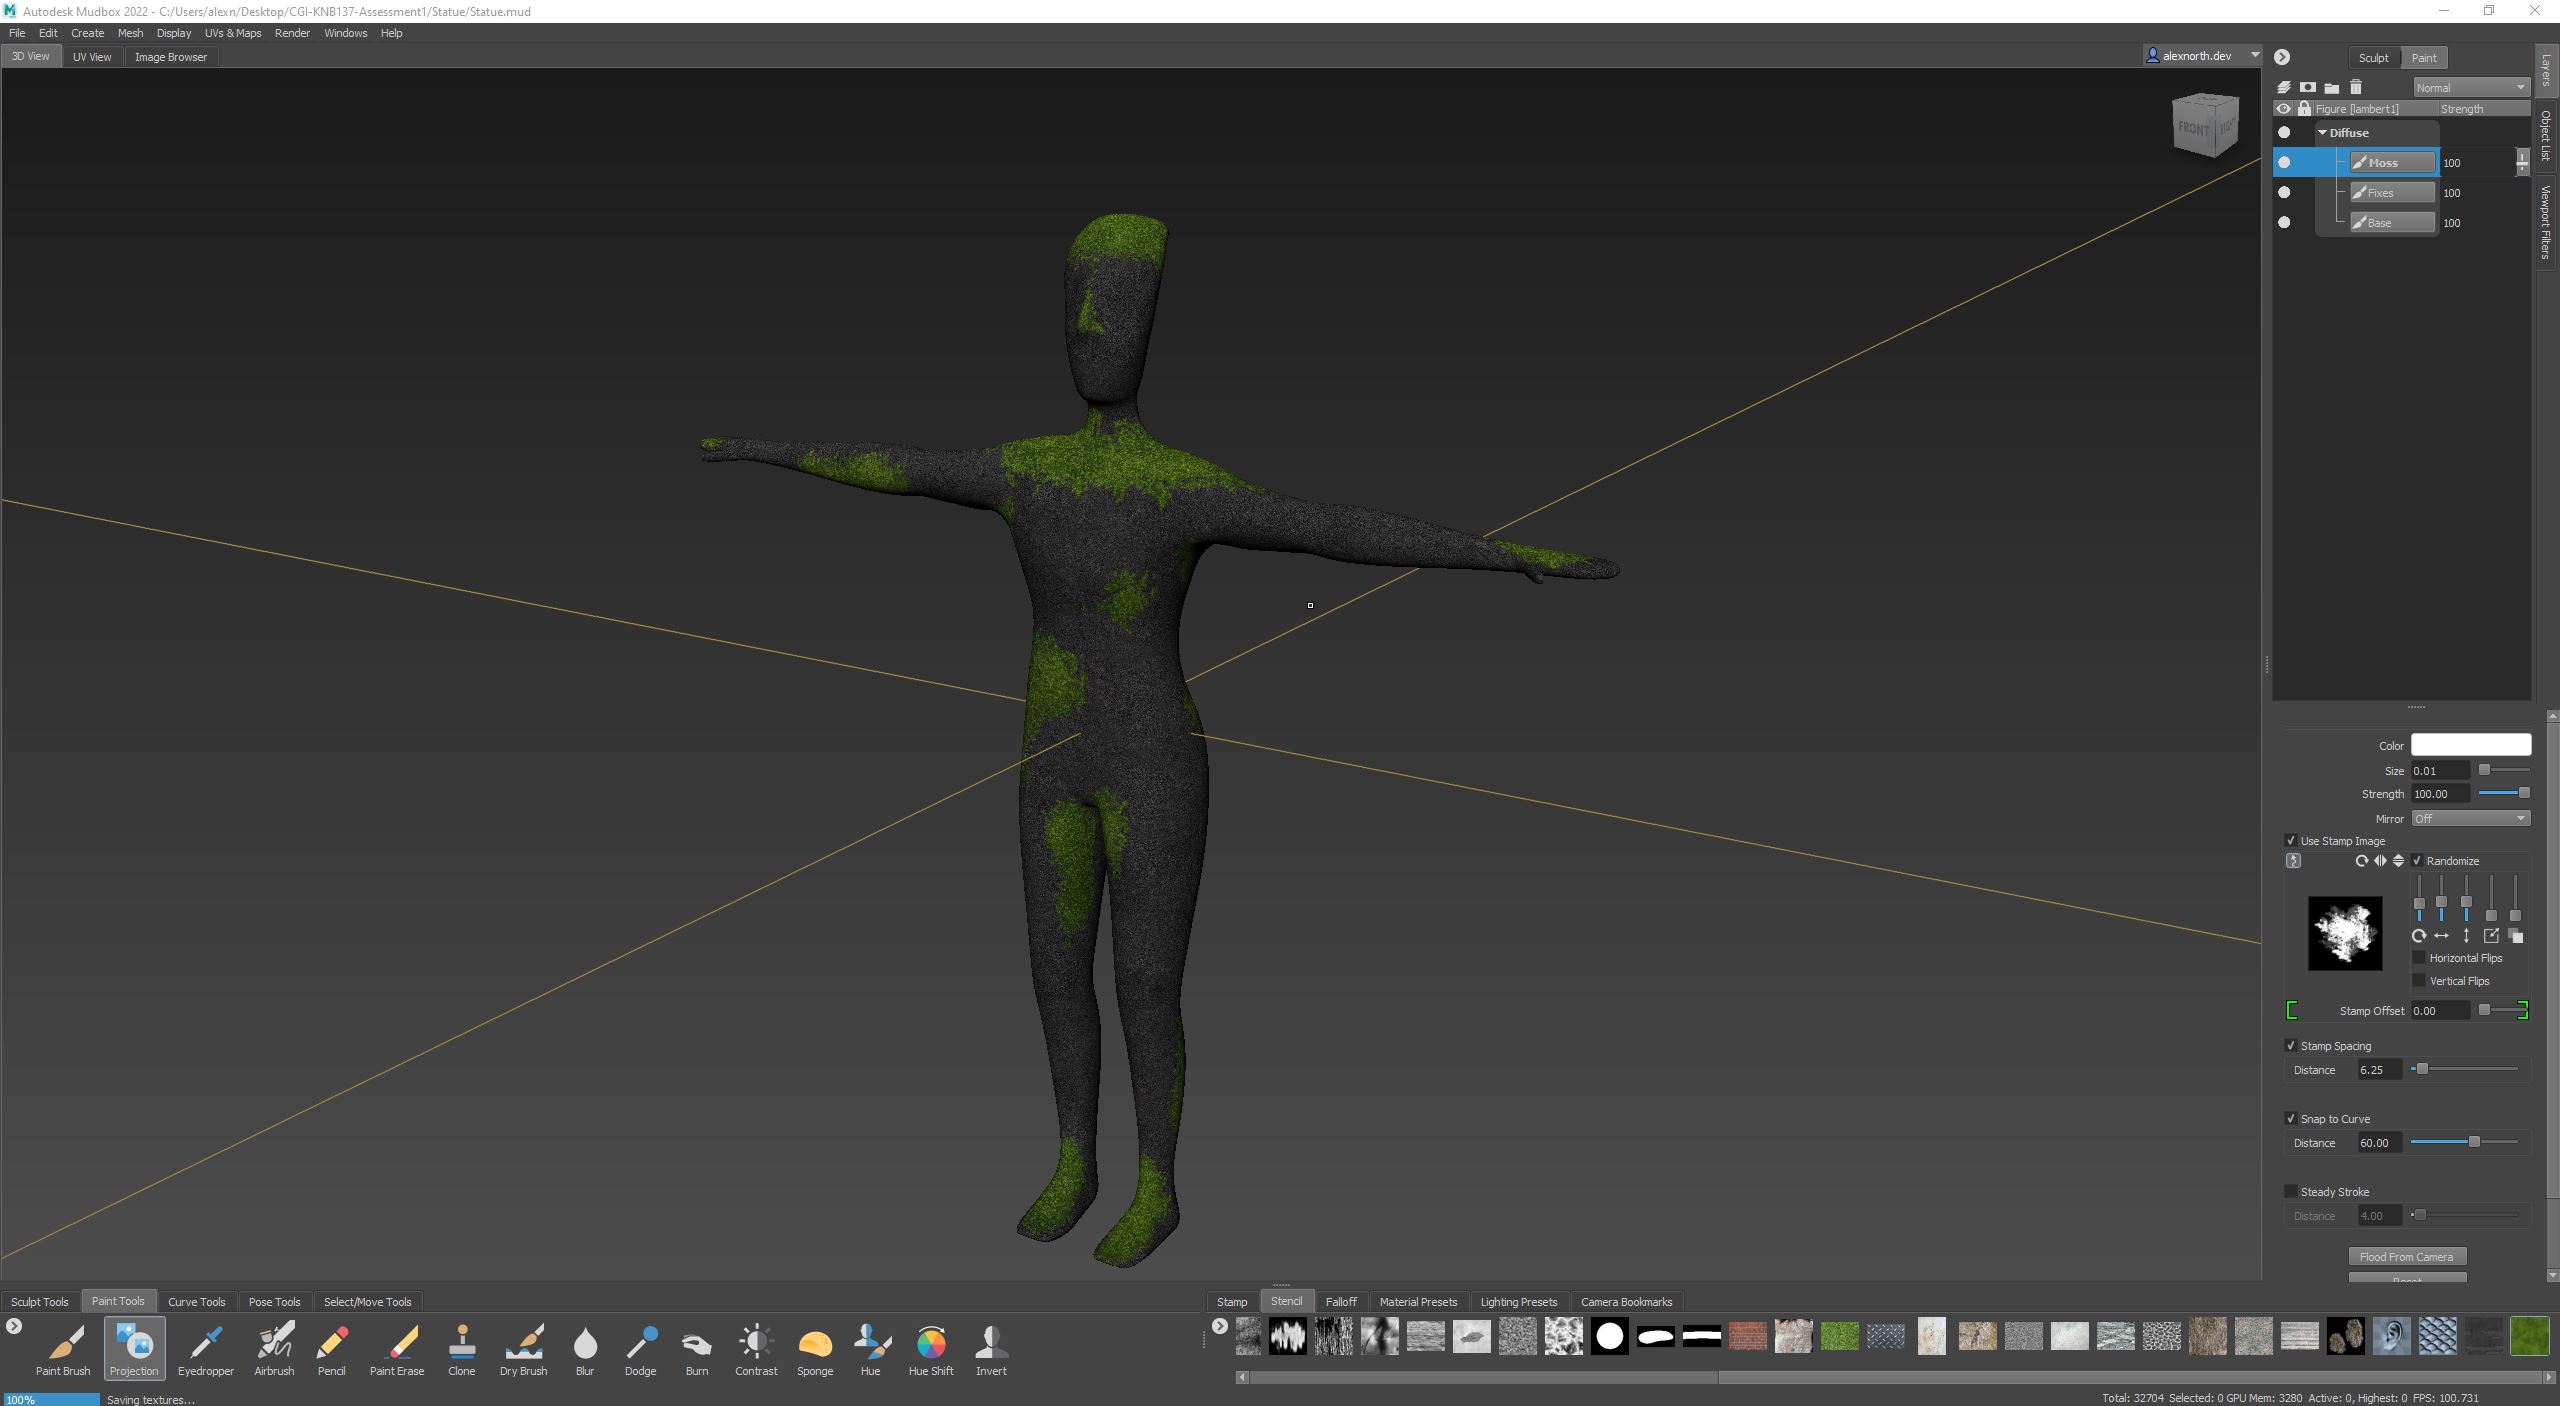 Autodesk Mudbox 2022 - C:/Users/alexn/Desktop/CGI-KNB137-Assessment1/Statue/Statue.mud
File Edit Create Mesh Display UVs & Maps Render Windows Help
3D View UV View Image Browser
alexnorth.dev
Sculpt Paint
Normal
Figure [lambert1] Strength
Diffuse
Moss 100
Fixes 100
Base 100
Layers
Object List
Viewport Filters
FRONT RIGHT
Color
Size 0.01
Strength 100.00
Mirror Off
Use Stamp Image
Randomize
Horizontal Flips
Vertical Flips
Stamp Offset 0.00
Stamp Spacing
Distance 6.25
Snap to Curve
Distance 60.00
Steady Stroke
Distance 4.00
Flood From Camera
Sculpt Tools Paint Tools Curve Tools Pose Tools Select/Move Tools
Stamp Stencil Falloff Material Presets Lighting Presets Camera Bookmarks
Paint Brush Projection Eyedropper Airbrush Pencil Paint Erase Clone Dry Brush Blur Dodge Burn Contrast Sponge Hue Hue Shift Invert
100% Saving textures...
Total: 32704 Selected: 0 GPU Mem: 3280 Active: 0, Highest: 0 FPS: 100.731